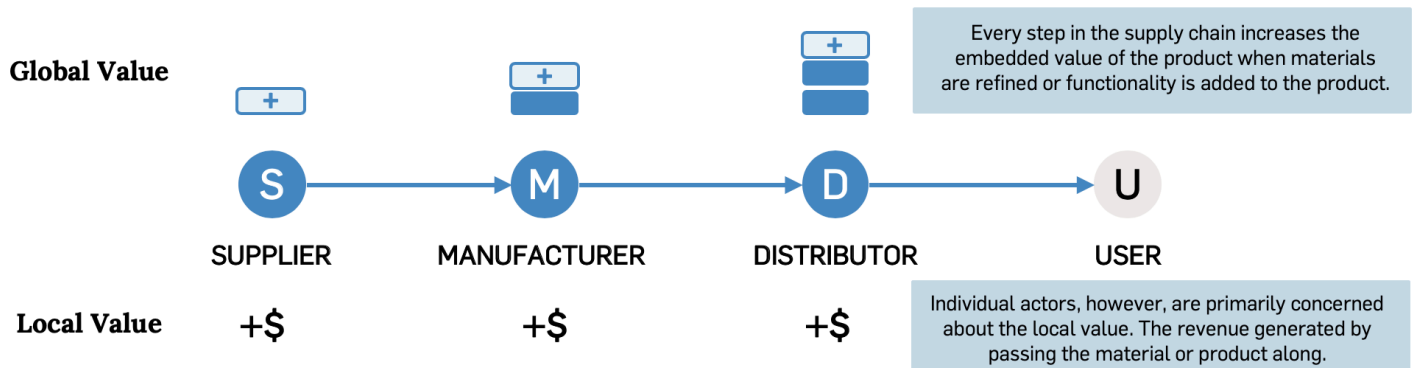 Global Value
+
+
+
Every step in the supply chain increases the
embedded value of the product when materials
are refined or functionality is added to the product.
S
M
D
U
SUPPLIER
MANUFACTURER
DISTRIBUTOR
USER
Local Value
+$
+$
+$
Individual actors, however, are primarily concerned
about the local value. The revenue generated by
passing the material or product along.